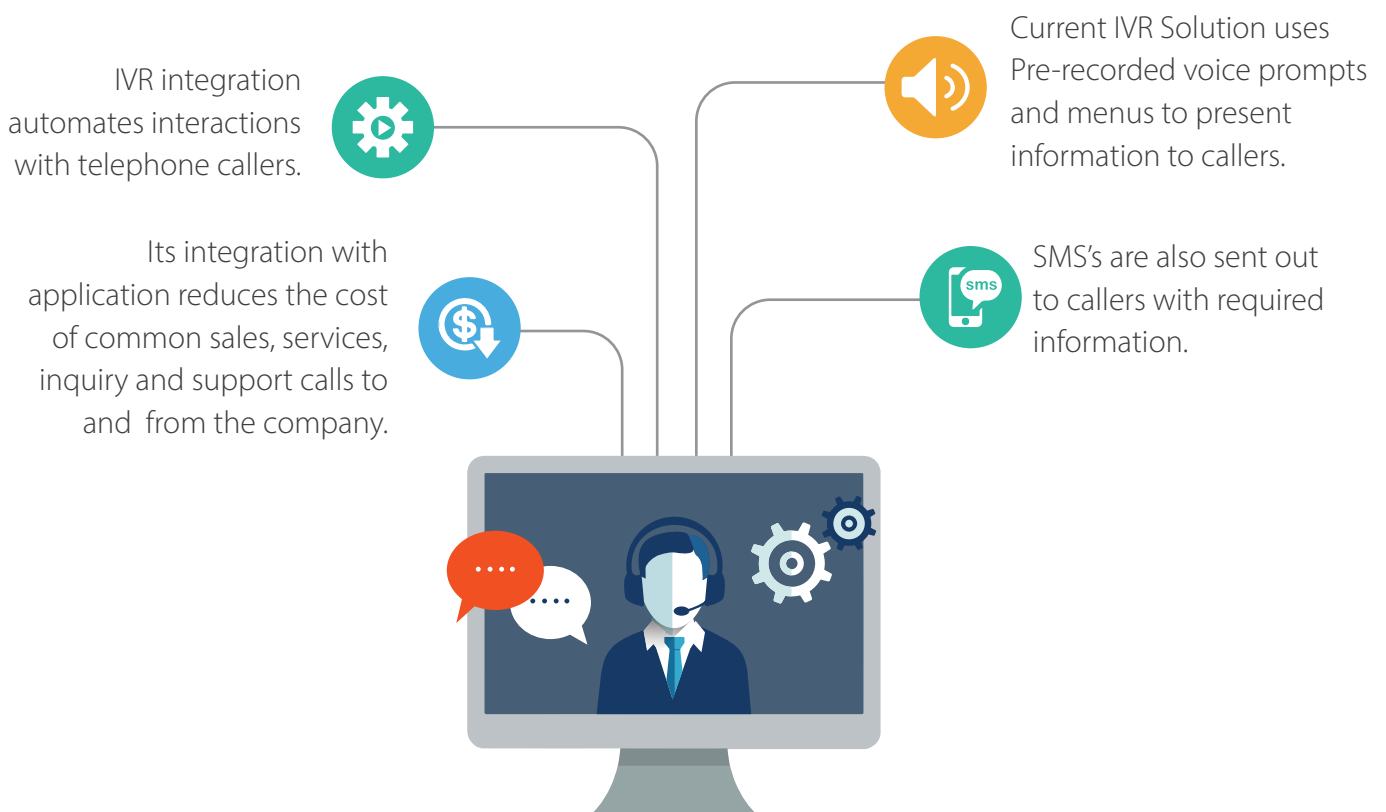 IVR integration
automates interactions
with telephone callers.
Its integration with
application reduces the cost
of common sales, services,
inquiry and support calls to
and  from the company.
Current IVR Solution uses
Pre-recorded voice prompts
and menus to present
information to callers.
sms
SMS's are also sent out
to callers with required
information.